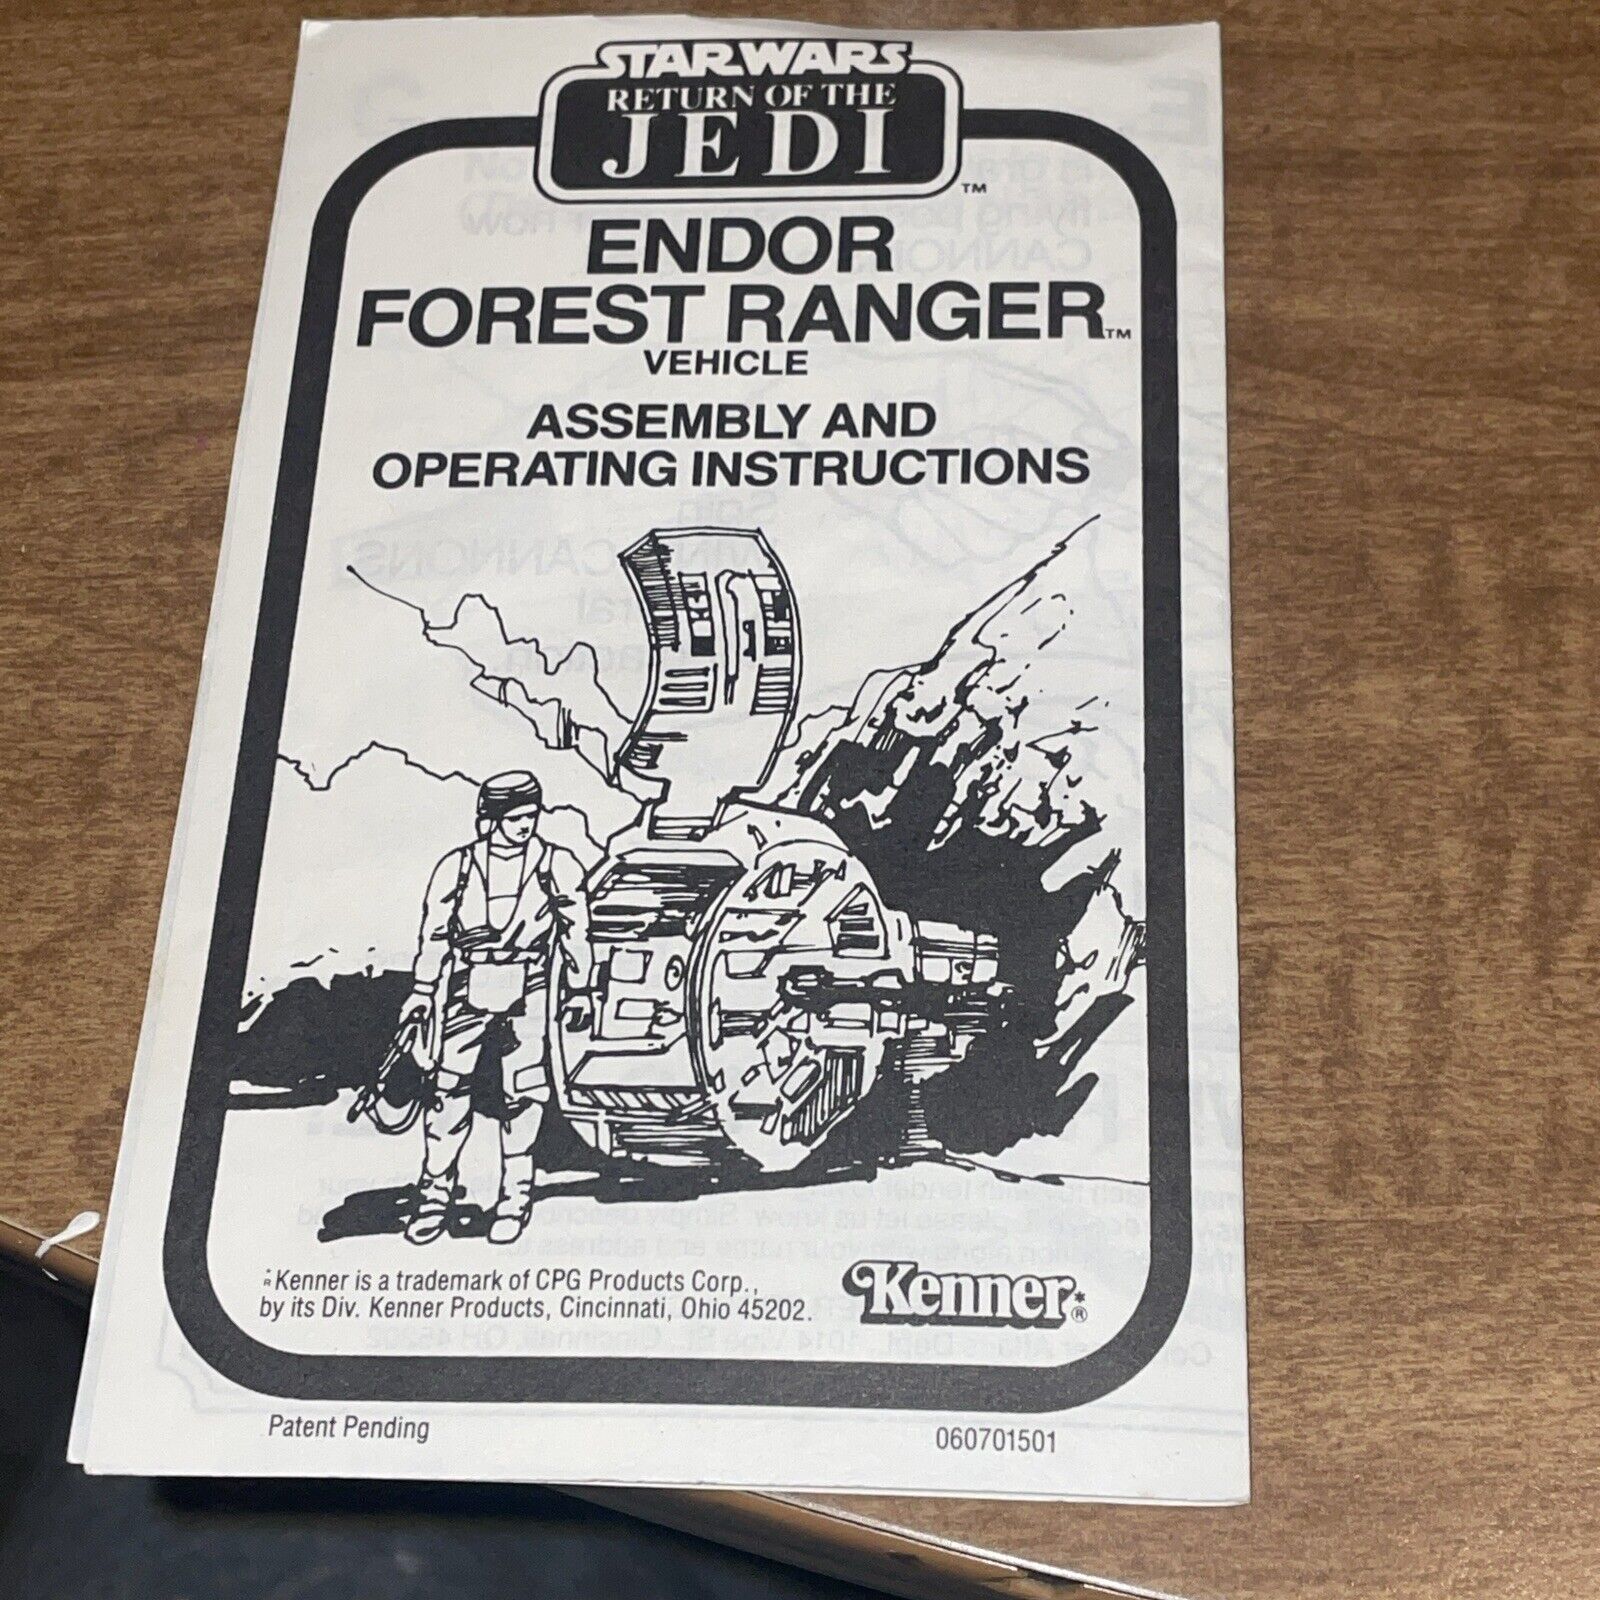 STAR WARS
RETURN OF THE
JEDI
™
ENDOR
FOREST RANGER™
VEHICLE
ASSEMBLY AND
OPERATING INSTRUCTIONS
*® Kenner is a trademark of CPG Products Corp.,
by its Div. Kenner Products, Cincinnati, Ohio 45202.
Kenner*®
Patent Pending
060701501